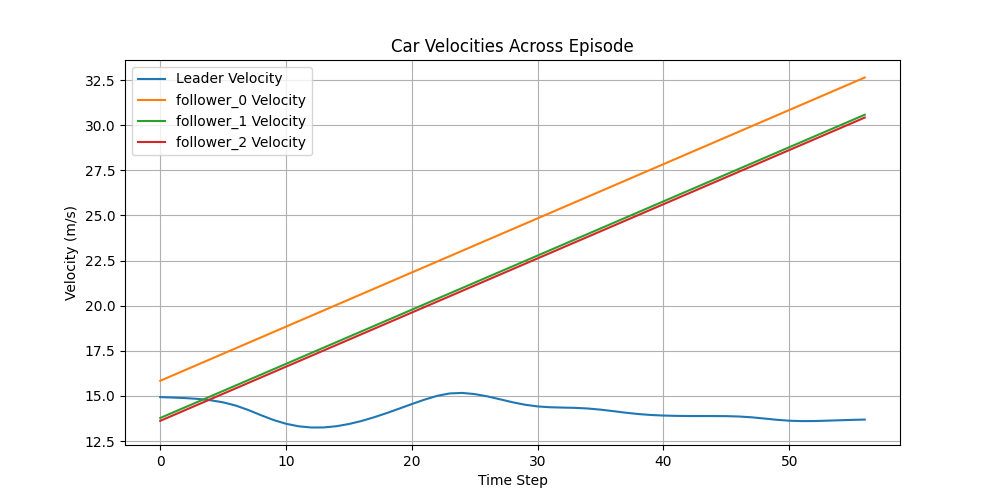 Car Velocities Across Episode
Leader Velocity
follower_0 Velocity
follower_1 Velocity
follower_2 Velocity
Velocity (m/s)
32.5
30.0
27.5
25.0
22.5
20.0
17.5
15.0
12.5
0 10 20 30 40 50
Time Step